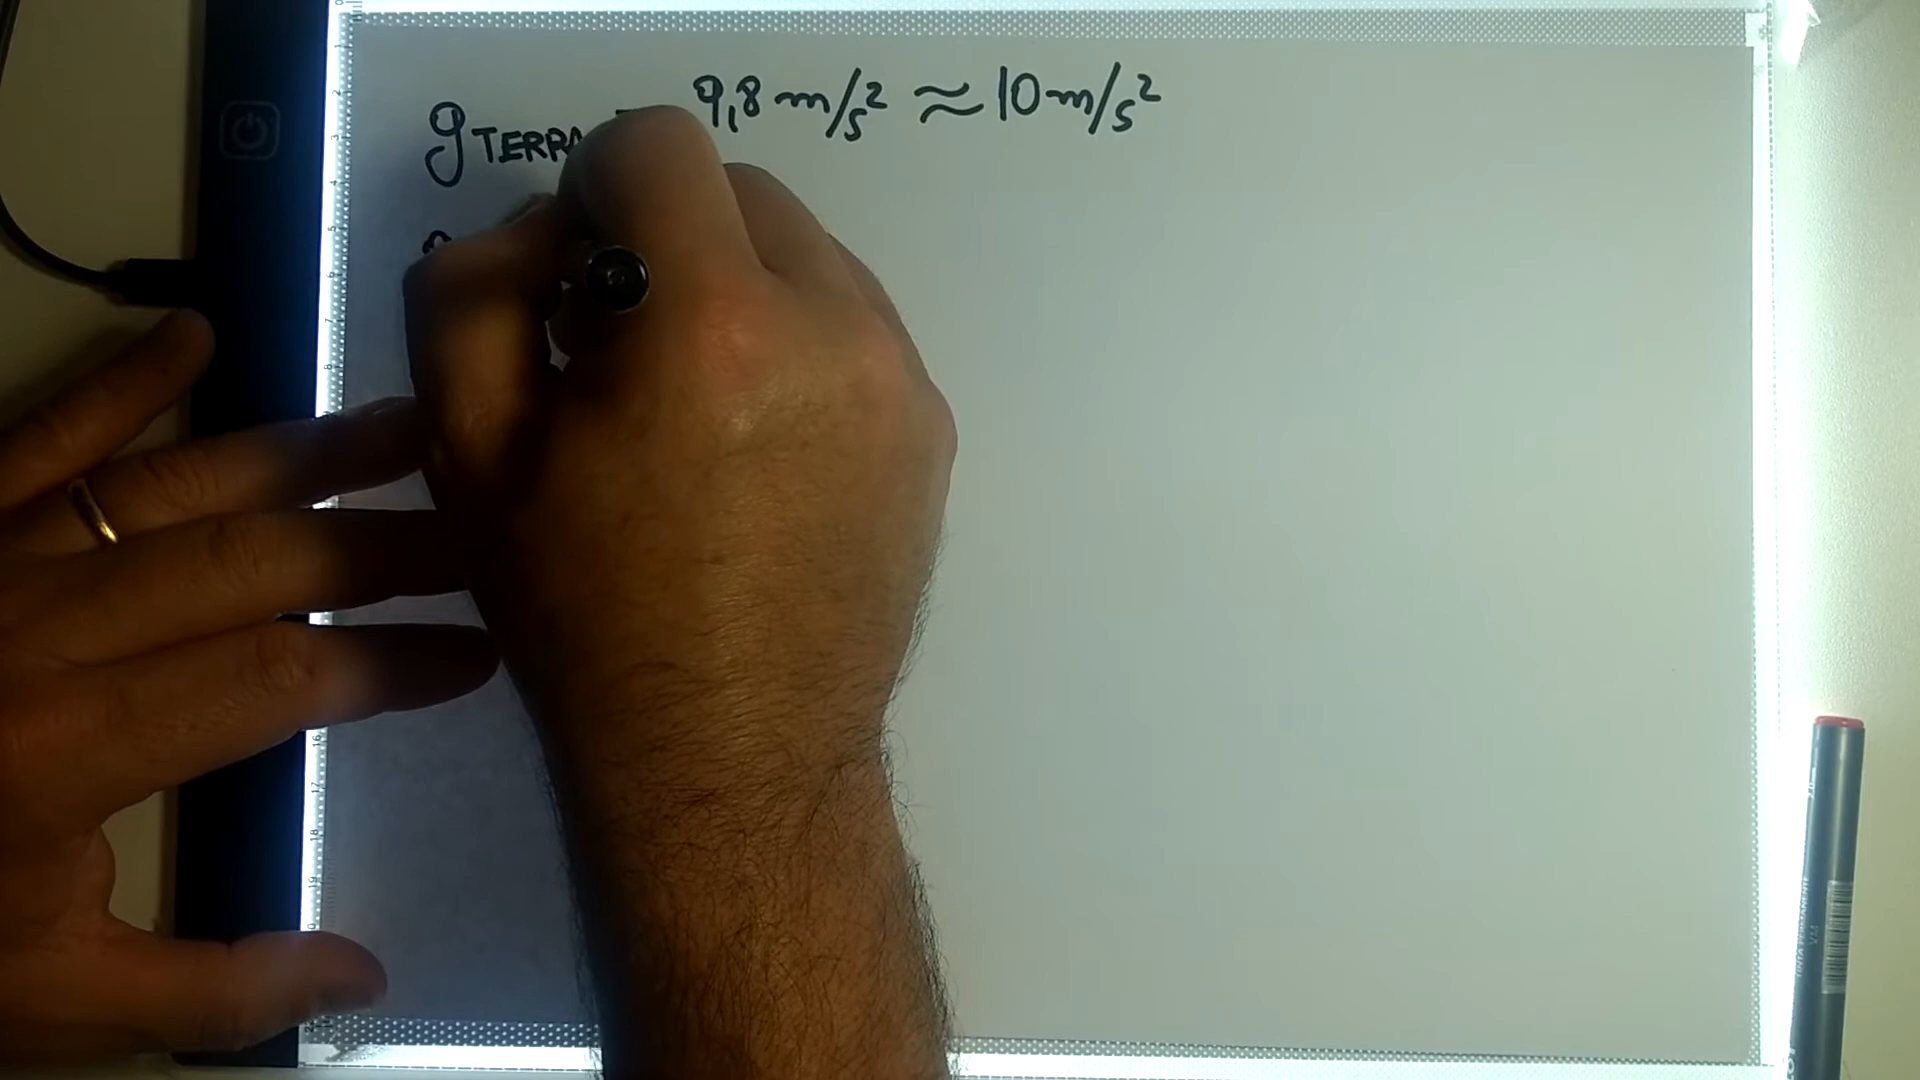 g TERRA = 9,8 m/s² ≈ 10 m/s²